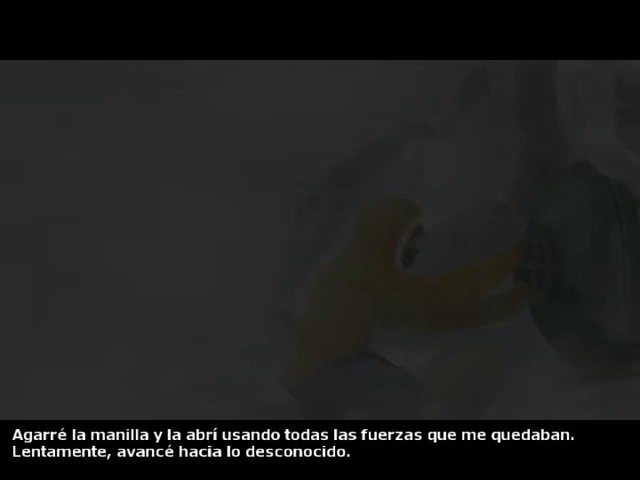 Agarré la manilla y la abrí usando todas las fuerzas que me quedaban.
Lentamente, avancé hacia lo desconocido.